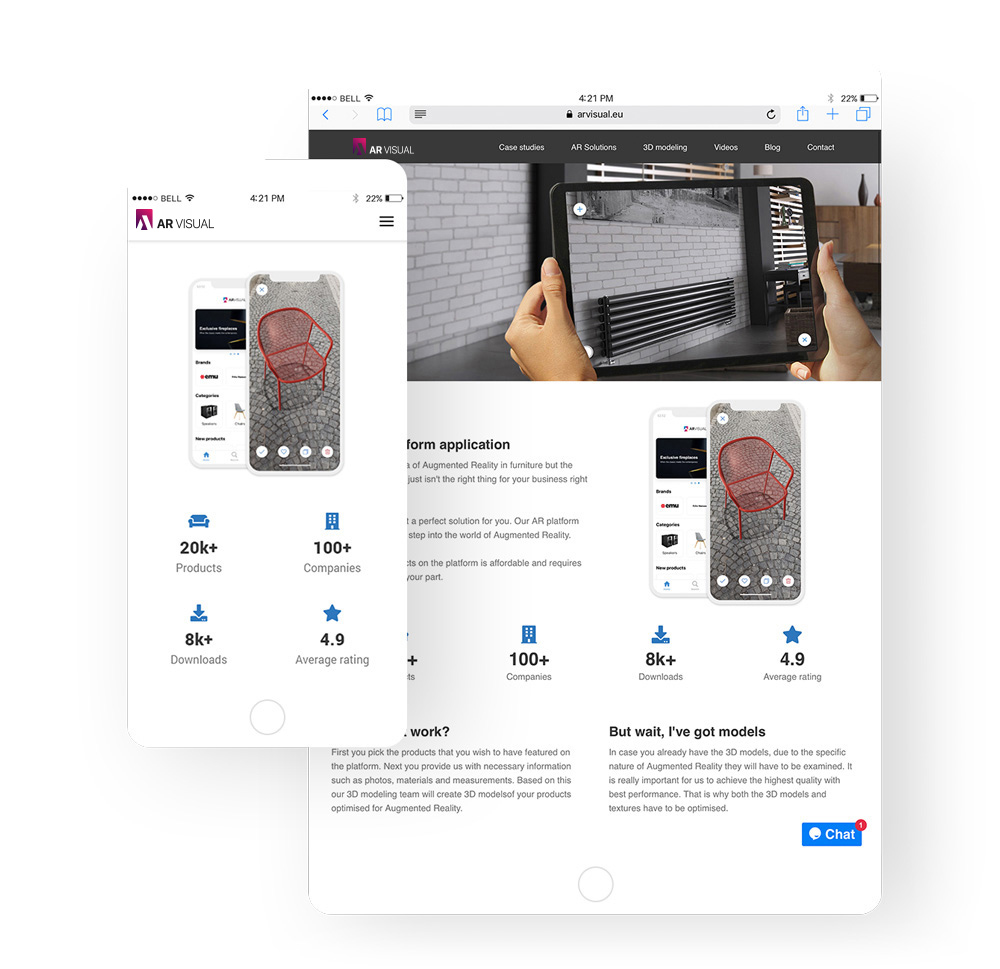 BELL
4:21 PM
22%
arvisual.eu
AR VISUAL
Case studies
AR Solutions
3D modeling
Videos
Blog
Contact
form application
a of Augmented Reality in furniture but the
just isn't the right thing for your business right
t a perfect solution for you. Our AR platform
step into the world of Augmented Reality.
cts on the platform is affordable and requires
your part.
AR VISUAL
Exclusive fireplaces
Brands
emu
Categories
Speakers
Chairs
New products
+
cts
100+
Companies
8k+
Downloads
4.9
Average rating
work?
First you pick the products that you wish to have featured on
the platform. Next you provide us with necessary information
such as photos, materials and measurements. Based on this
our 3D modeling team will create 3D modelsof your products
optimised for Augmented Reality.
But wait, I've got models
In case you already have the 3D models, due to the specific
nature of Augmented Reality they will have to be examined. It
is really important for us to achieve the highest quality with
best performance. That is why both the 3D models and
textures have to be optimised.
Chat
1
BELL
4:21 PM
22%
AR VISUAL
AR VISUAL
Exclusive fireplaces
Brands
emu
Categories
Speakers
Chairs
New products
20k+
Products
100+
Companies
8k+
Downloads
4.9
Average rating